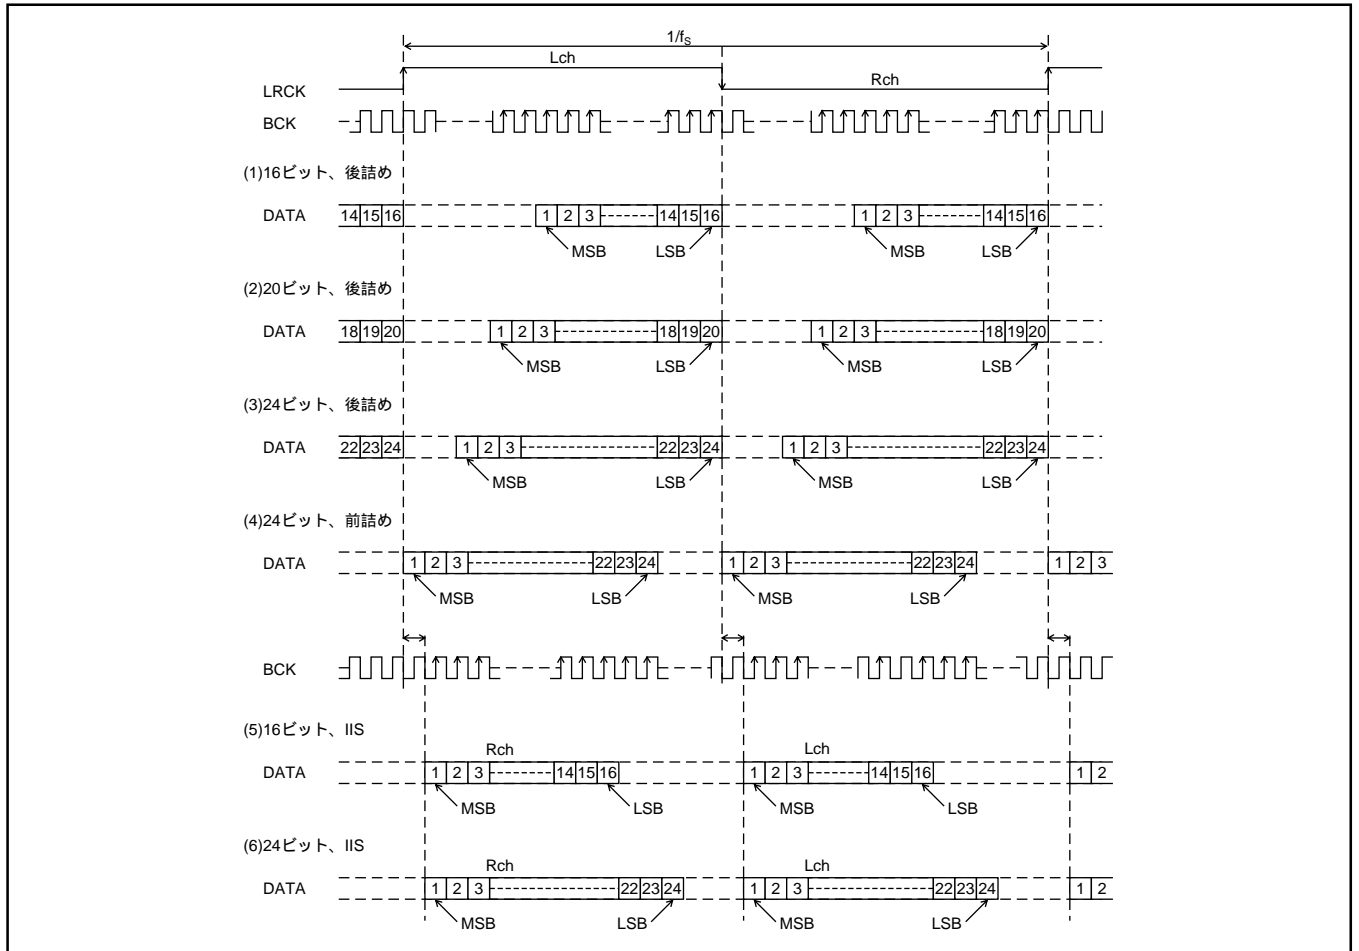 1/fS
Lch
Rch
LRCK
BCK
(1)16ビット、後詰め
DATA 14 15 16 1 2 3 14 15 16 1 2 3 14 15 16
MSB LSB MSB LSB
(2)20ビット、後詰め
DATA 18 19 20 1 2 3 18 19 20 1 2 3 18 19 20
MSB LSB MSB LSB
(3)24ビット、後詰め
DATA 22 23 24 1 2 3 22 23 24 1 2 3 22 23 24
MSB LSB MSB LSB
(4)24ビット、前詰め
DATA 1 2 3 22 23 24 1 2 3 22 23 24 1 2 3
MSB LSB MSB LSB
BCK
(5)16ビット、IIS
Rch Lch
DATA 1 2 3 14 15 16 1 2 3 14 15 16 1 2
MSB LSB MSB LSB
(6)24ビット、IIS
Rch Lch
DATA 1 2 3 22 23 24 1 2 3 22 23 24 1 2
MSB LSB MSB LSB